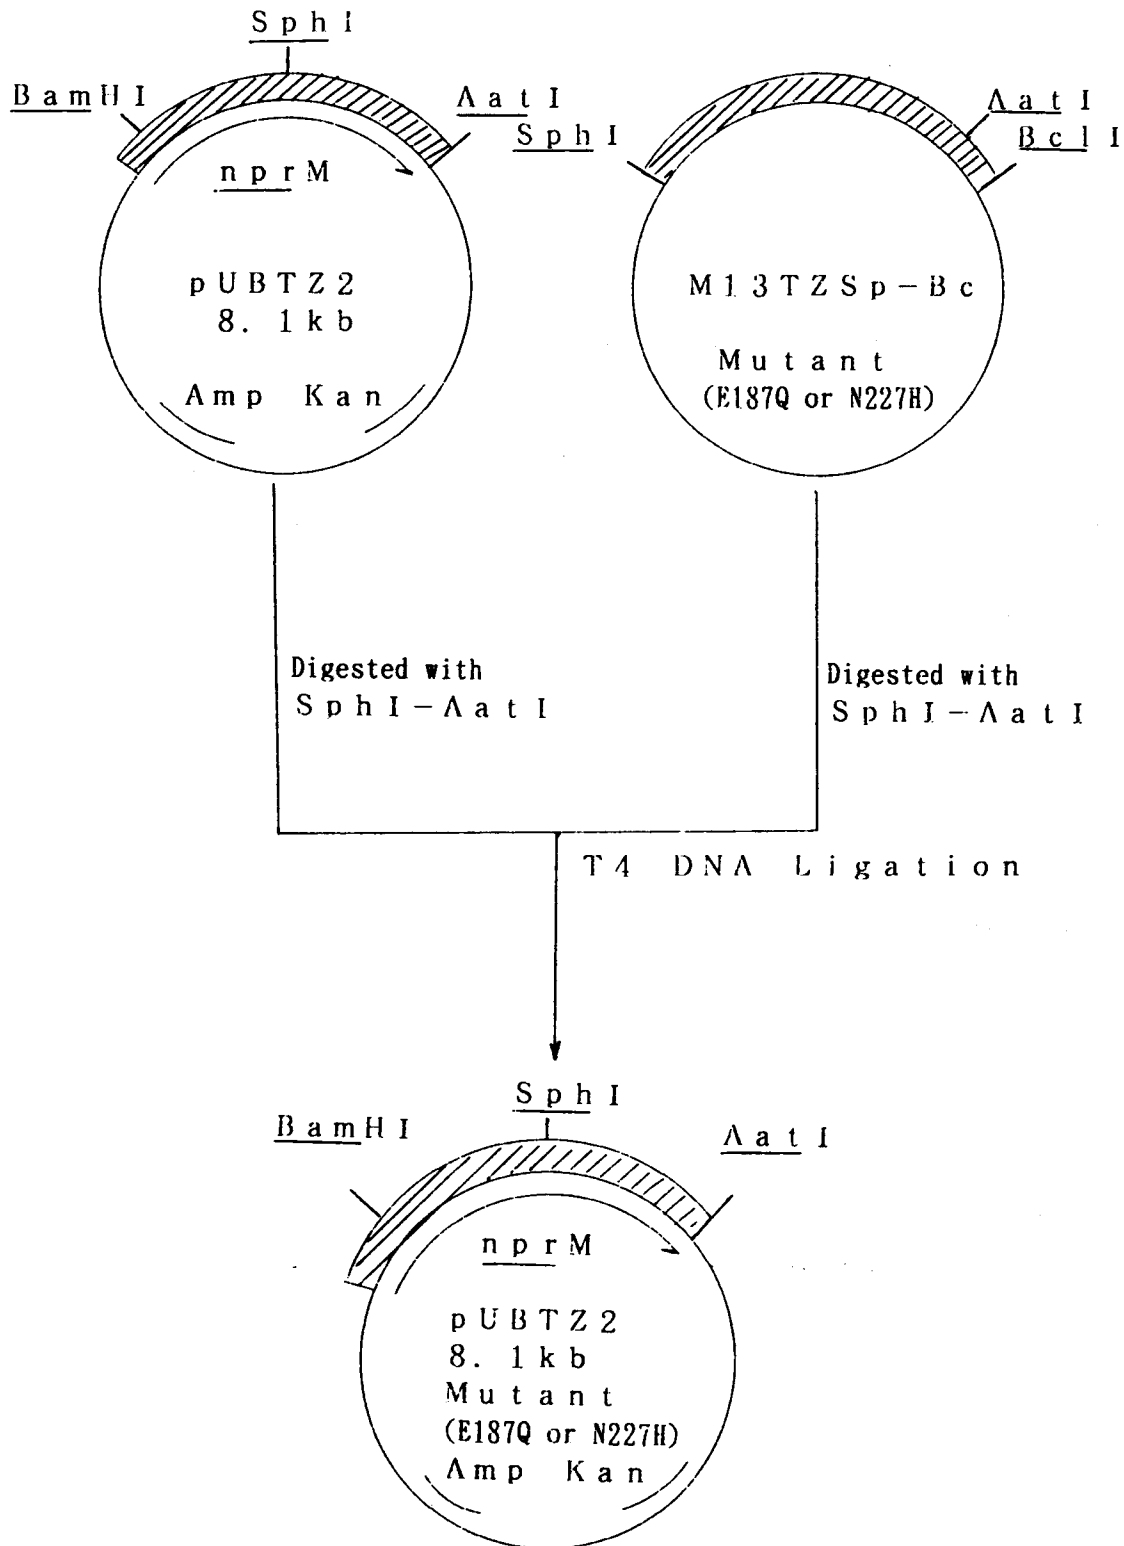 SphI
BamHI
AatI
nprM
pUBTZ2
8. 1kb
Amp Kan
AatI
SphI
BclI
M13TZSp-Bc
Mutant
(E187Q or N227H)
Digested with
SphI-AatI
Digested with
SphI-AatI
T4 DNA Ligation
SphI
BamHI
AatI
nprM
pUBTZ2
8. 1kb
Mutant
(E187Q or N227H)
Amp Kan